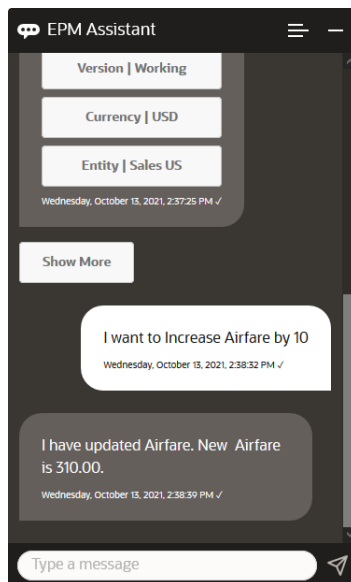 EPM Assistant
Version | Working
Currency | USD
Entity | Sales US
Wednesday, October 13, 2021, 2:37:25 PM ✓
Show More
I want to Increase Airfare by 10
Wednesday, October 13, 2021, 2:38:32 PM ✓
I have updated Airfare. New  Airfare
is 310.00.
Wednesday, October 13, 2021, 2:38:39 PM ✓
Type a message